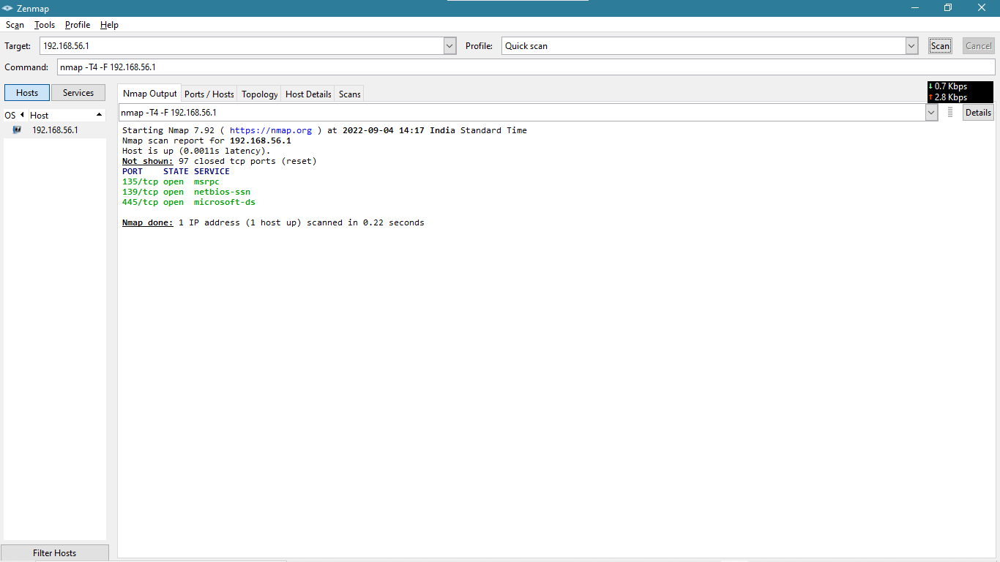 Zenmap
Scan Tools Profile Help
Target: 192.168.56.1 Profile: Quick scan Scan Cancel
Command: nmap -T4 -F 192.168.56.1
Hosts Services
Nmap Output Ports / Hosts Topology Host Details Scans
0.7 Kbps
2.8 Kbps
OS Host
192.168.56.1
nmap -T4 -F 192.168.56.1 Details
Starting Nmap 7.92 ( https://nmap.org ) at 2022-09-04 14:17 India Standard Time
Nmap scan report for 192.168.56.1
Host is up (0.0011s latency).
Not shown: 97 closed tcp ports (reset)
PORT STATE SERVICE
135/tcp open msrpc
139/tcp open netbios-ssn
445/tcp open microsoft-ds
Nmap done: 1 IP address (1 host up) scanned in 0.22 seconds
Filter Hosts